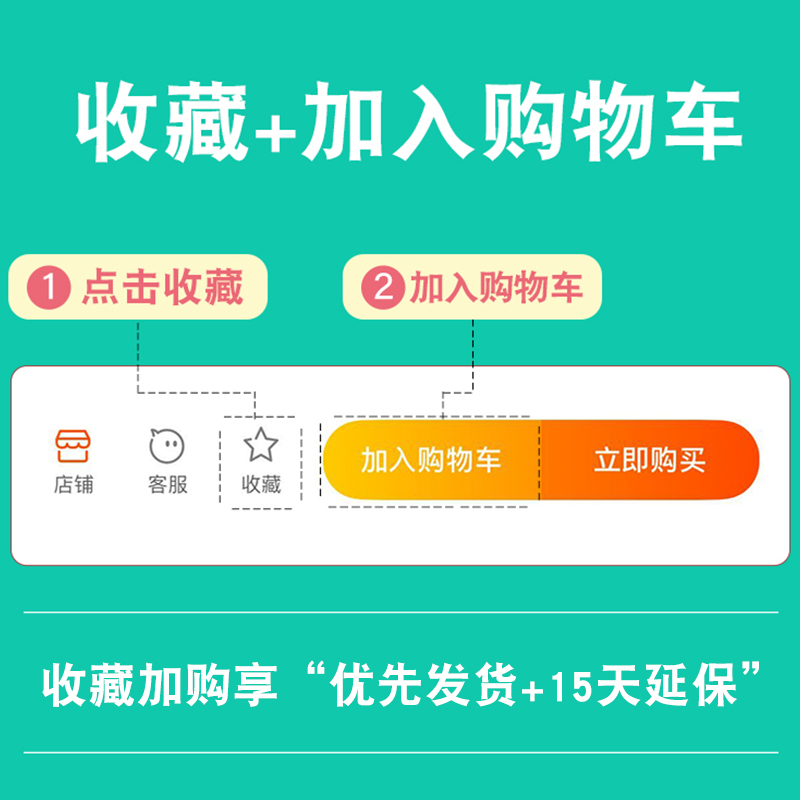 收藏+加入购物车
1 点击收藏
2 加入购物车
店铺 客服 收藏 加入购物车 立即购买
收藏加购享“优先发货+15天延保”